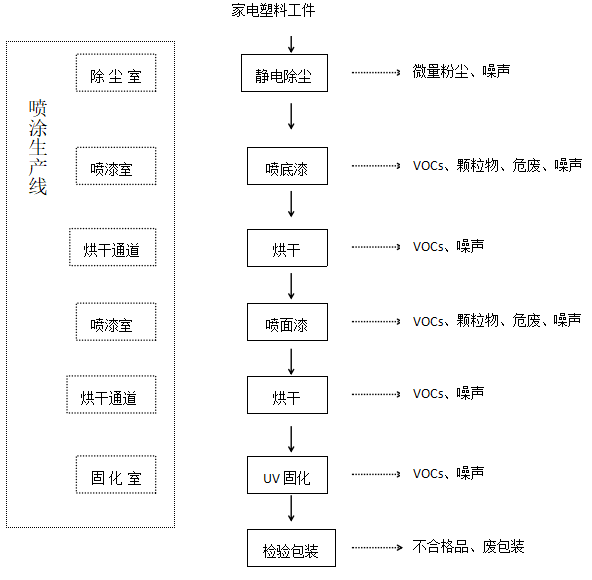 家电塑料工件
除 尘 室
静电除尘
微量粉尘、噪声
喷涂生产线
喷漆室
喷底漆
VOCs、颗粒物、危废、噪声
烘干通道
烘干
VOCs、噪声
喷漆室
喷面漆
VOCs、颗粒物、危废、噪声
烘干通道
烘干
VOCs、噪声
固 化 室
UV 固化
VOCs、噪声
检验包装
不合格品、废包装